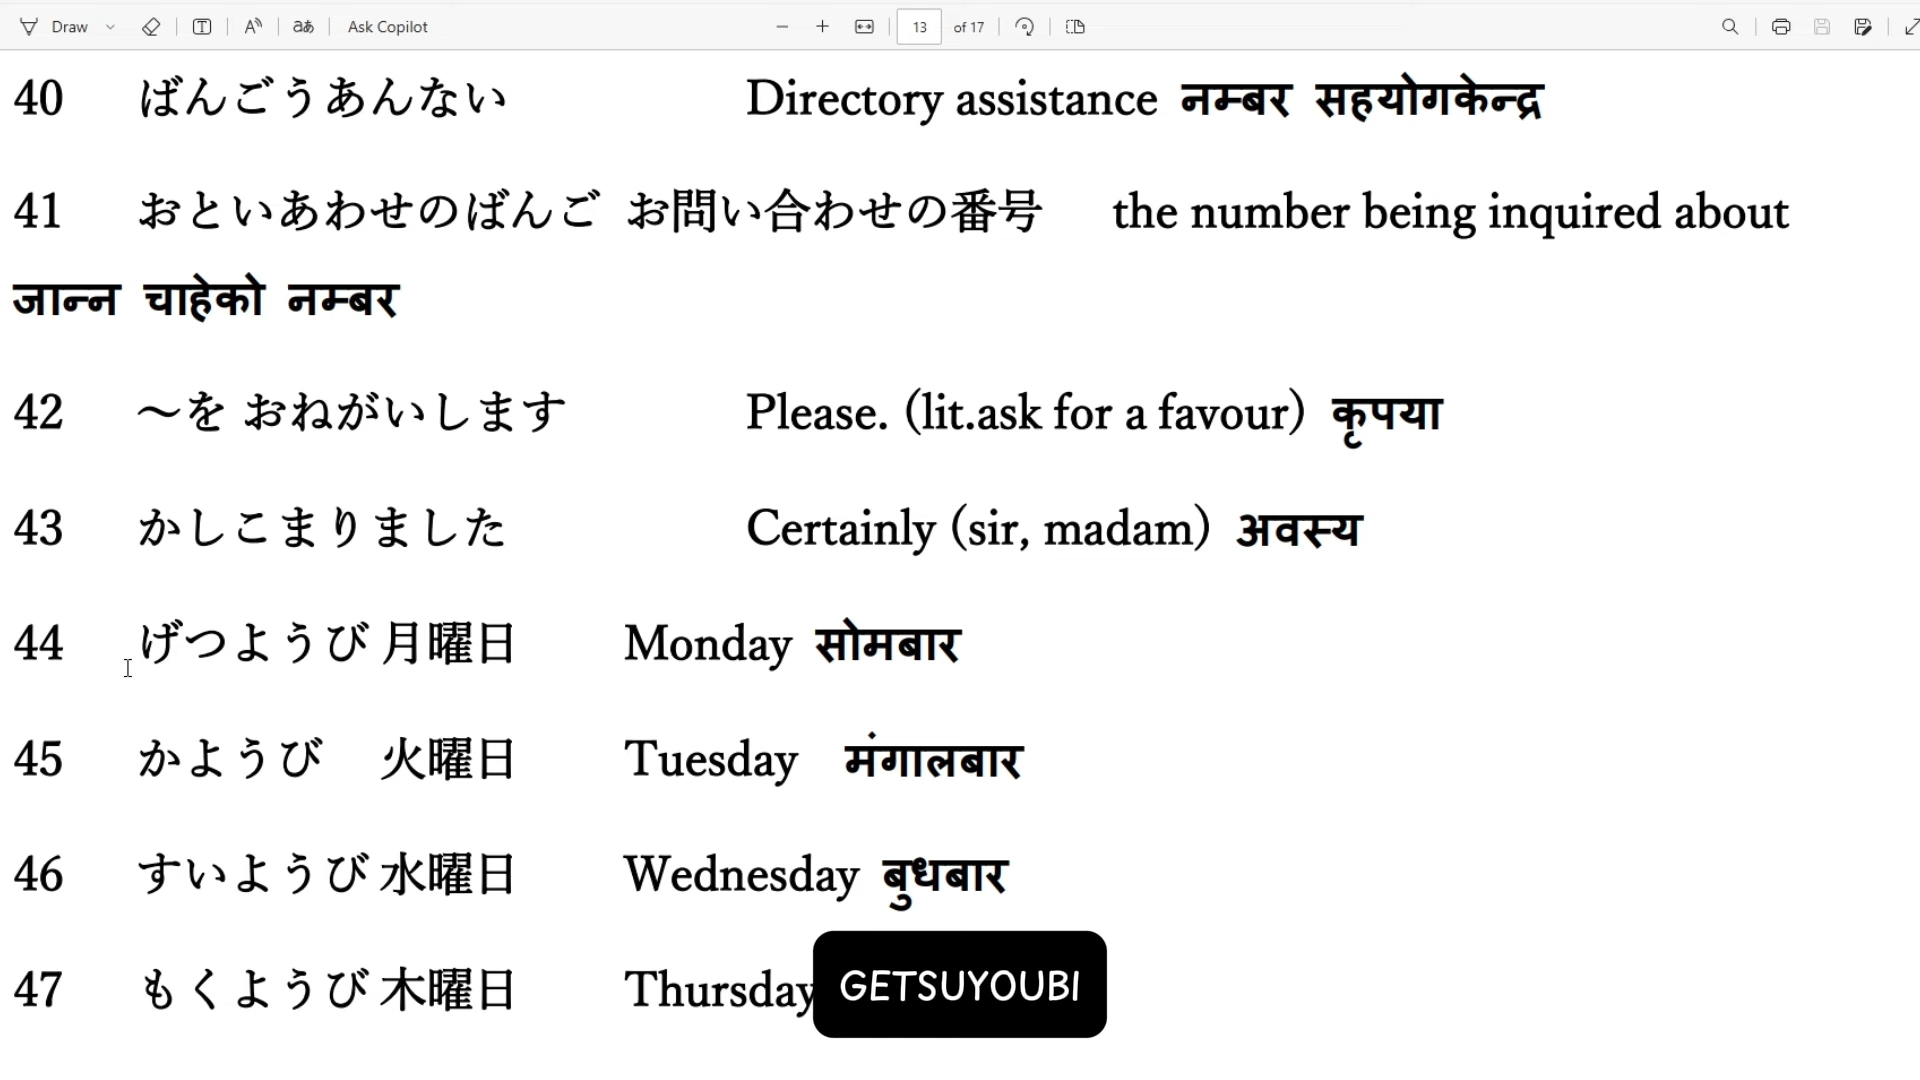 Draw Ask Copilot 13 of 17
40 ばんごうあんない Directory assistance नम्बर सहयोगकेन्द्र
41 おといあわせのばんご お問い合わせの番号 the number being inquired about
जान्न चाहेको नम्बर
42 〜を おねがいします Please. (lit.ask for a favour) कृपया
43 かしこまりました Certainly (sir, madam) अवस्य
44 げつようび 月曜日 Monday सोमबार
45 かようび 火曜日 Tuesday मंगालबार
46 すいようび 水曜日 Wednesday बुधबार
47 もくようび 木曜日 Thursday
GETSUYOUBI